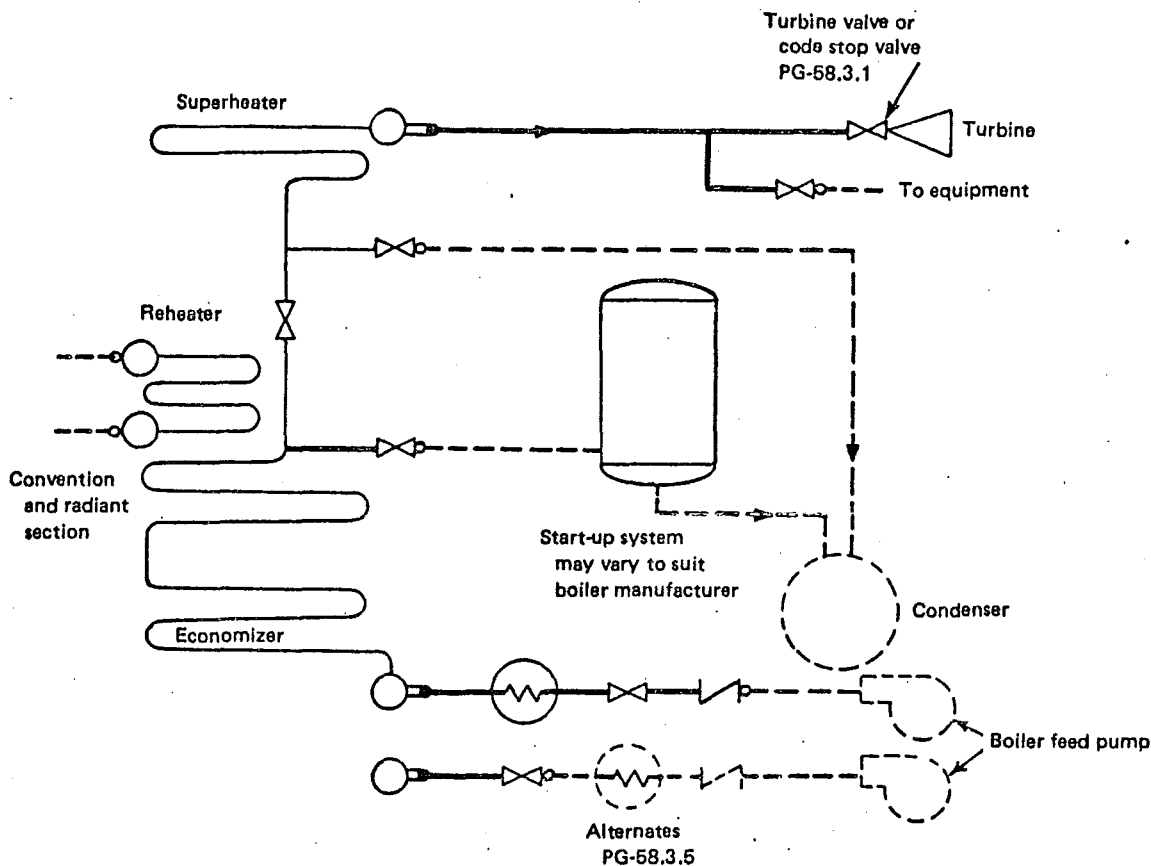 Turbine valve or
code stop valve
PG-58.3.1
Superheater
Turbine
To equipment
Reheater
Convention
and radiant
section
Start-up system
may vary to suit
boiler manufacturer
Condenser
Economizer
Boiler feed pump
Alternates
PG-58.3.5